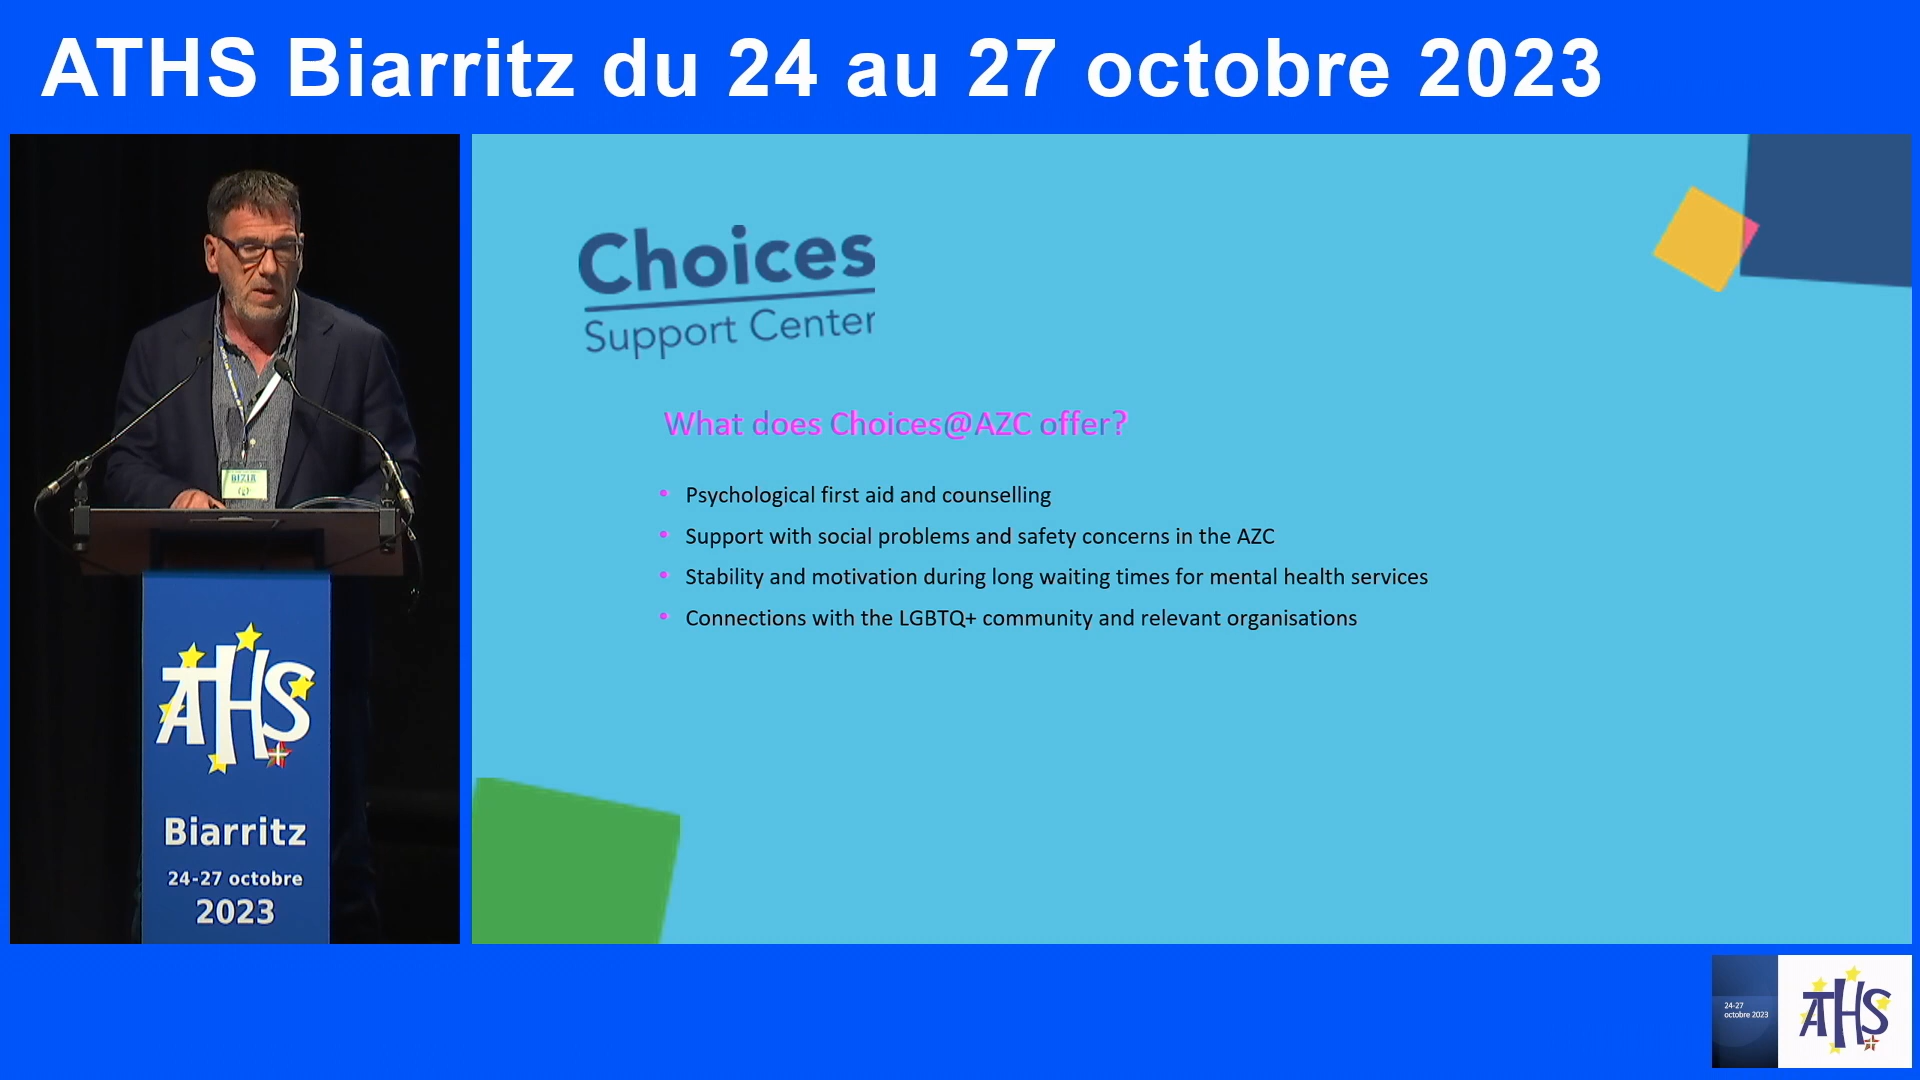 ATHS Biarritz du 24 au 27 octobre 2023
Choices
Support Center
What does Choices@AZC offer?
Psychological first aid and counselling
Support with social problems and safety concerns in the AZC
Stability and motivation during long waiting times for mental health services
Connections with the LGBTQ+ community and relevant organisations
BIZIA
ATHS
Biarritz
24-27 octobre
2023
24-27
octobre 2023
ATHS